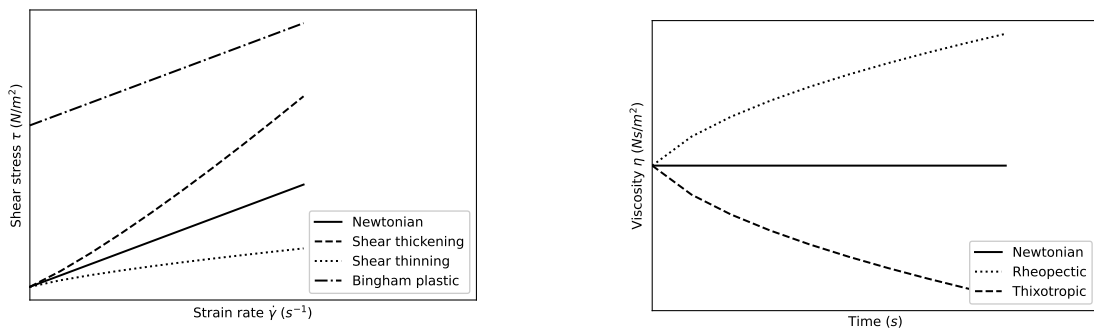 Shear stress τ (N/m²)
Newtonian
Shear thickening
Shear thinning
Bingham plastic
Strain rate γ̇ (s⁻¹)
Viscosity η (Ns/m²)
Newtonian
Rheopectic
Thixotropic
Time (s)